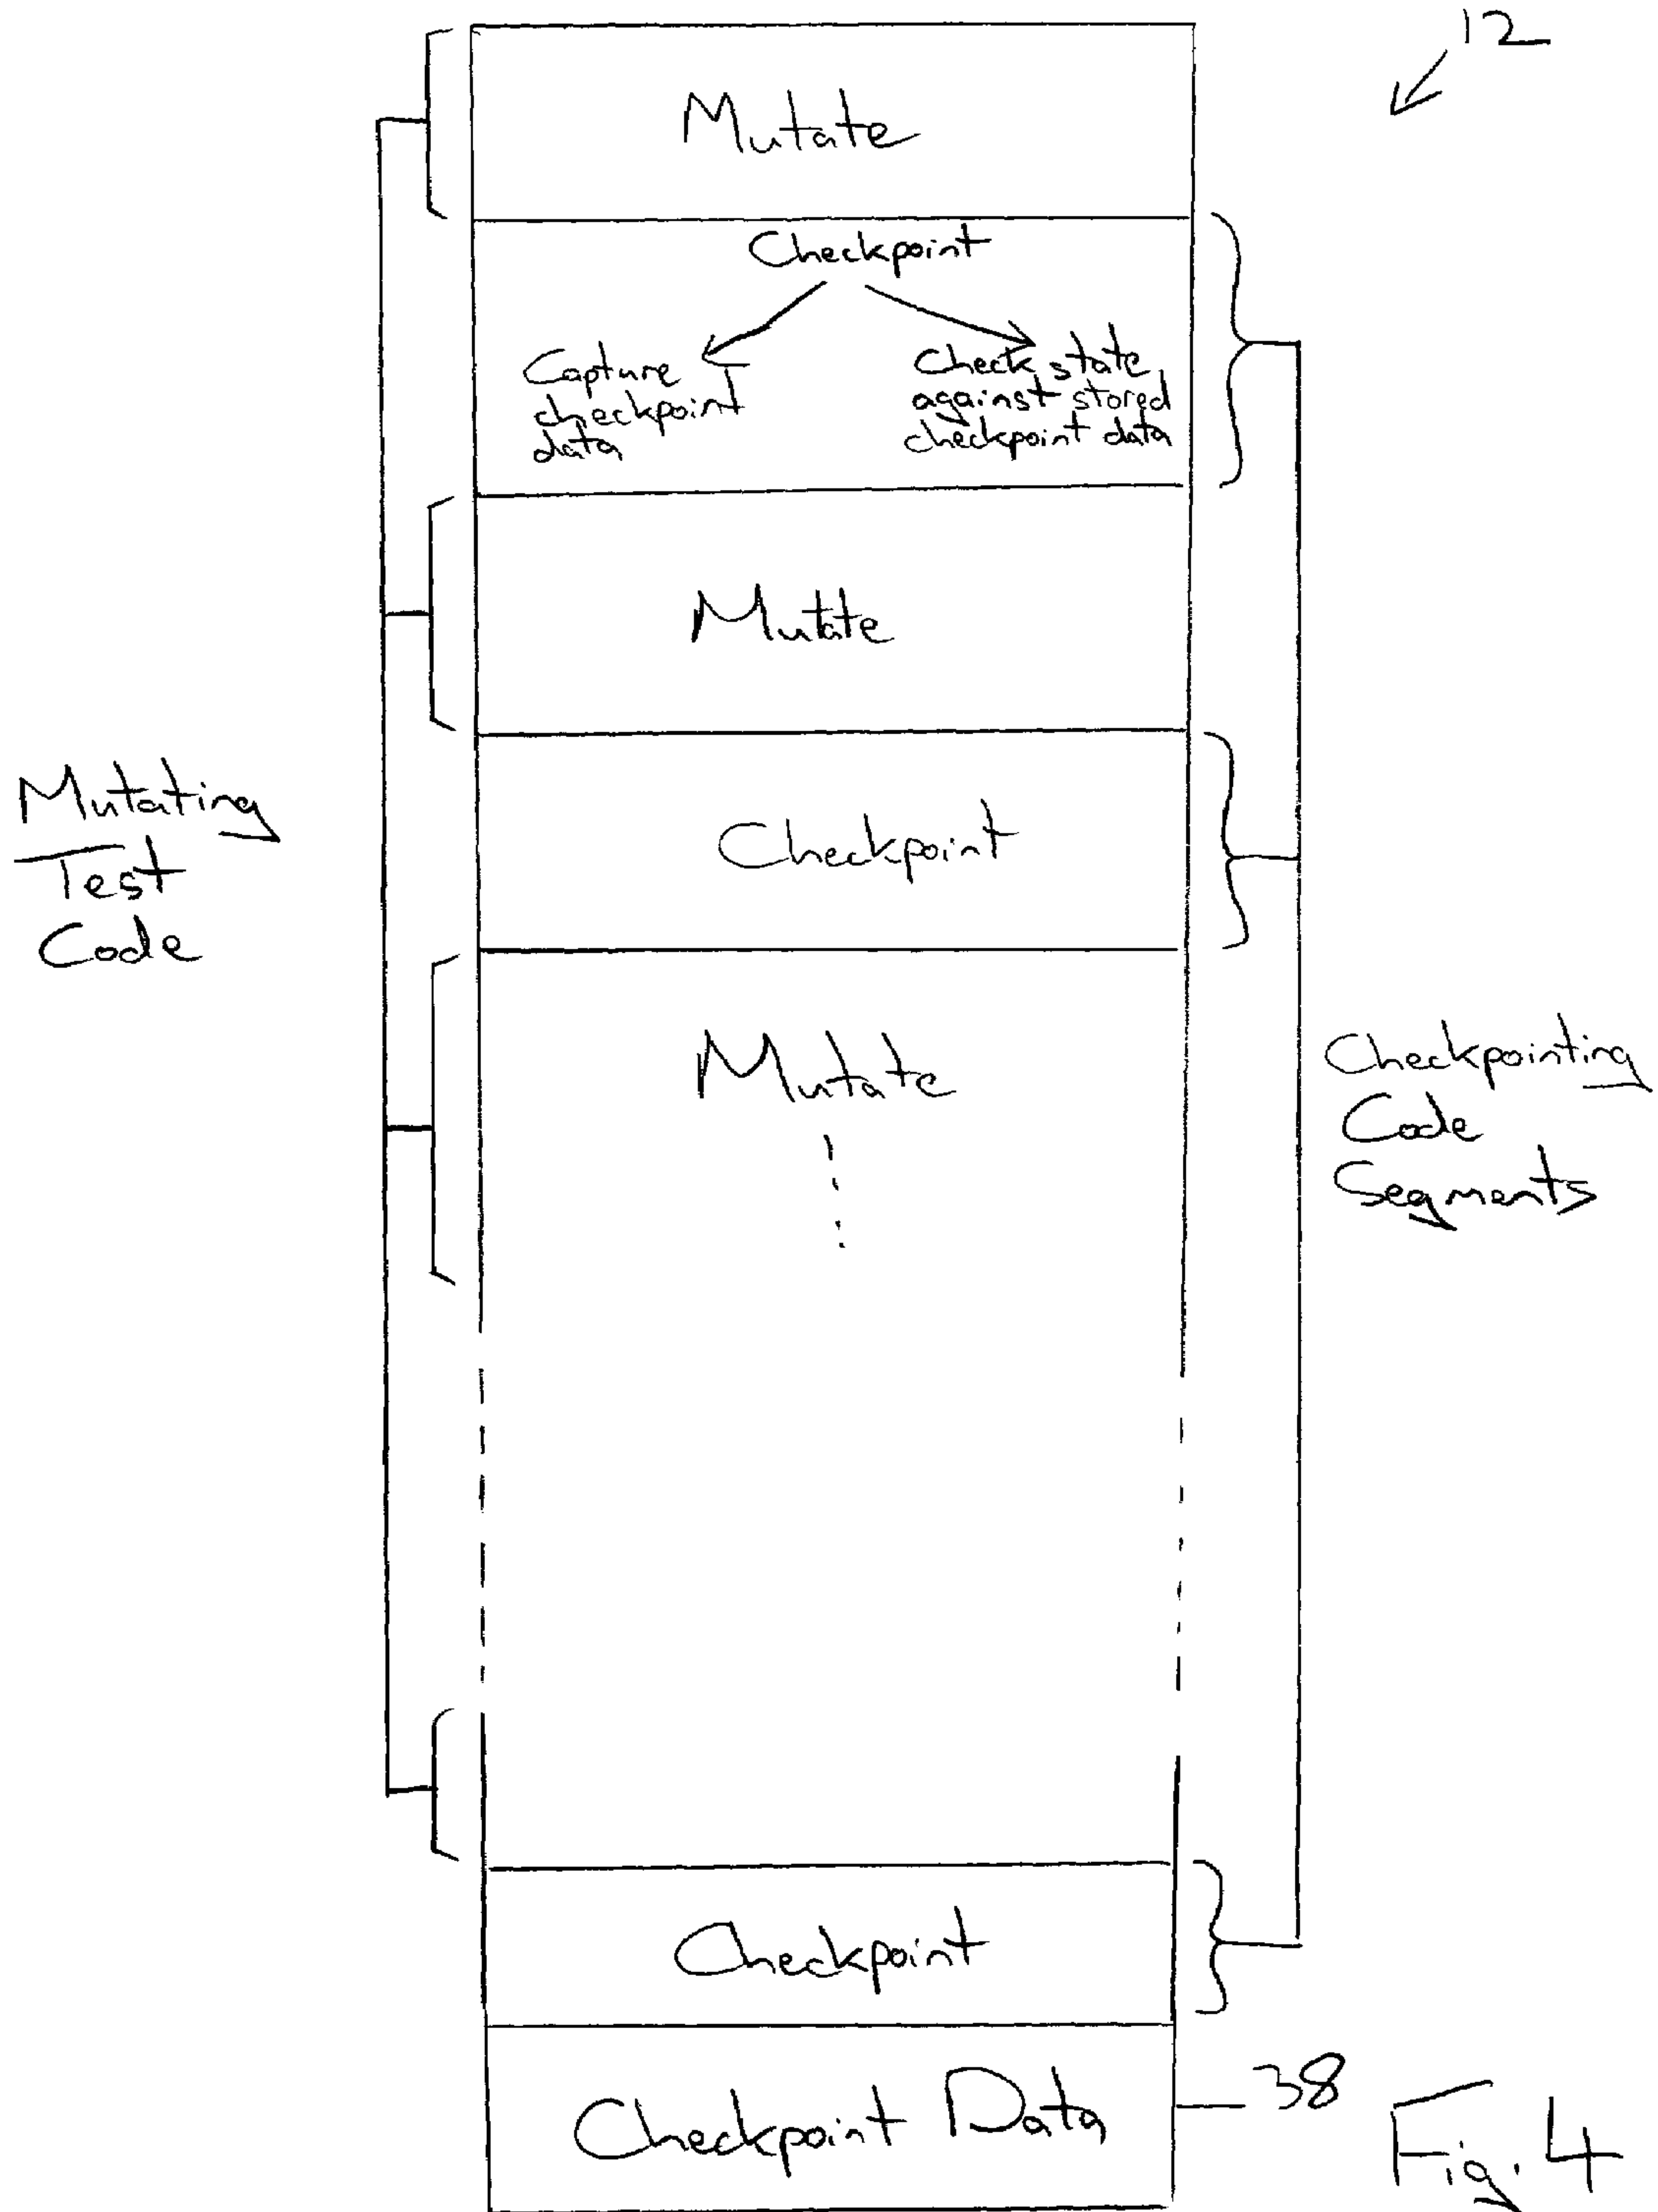 12
Mutate
Checkpoint
Capture
checkpoint
data
Check state
against stored
checkpoint data
Mutate
Mutating
Test
Code
Checkpoint
Mutate
Checkpointing
Code
Segments
Checkpoint
Checkpoint Data
38
Fig. 4